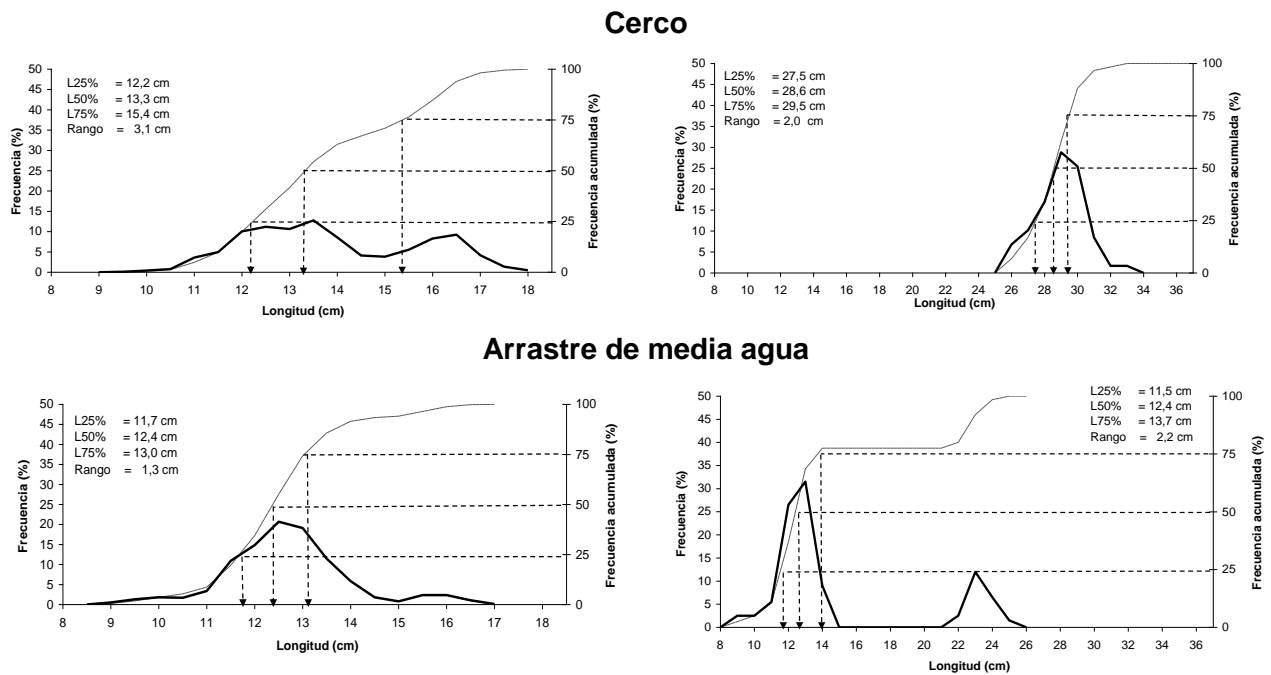 Cerco
L25% = 12,2 cm
L50% = 13,3 cm
L75% = 15,4 cm
Rango = 3,1 cm
Frecuencia (%)
50
45
40
35
30
25
20
15
10
5
0
100
75
50
25
0
Frecuencia acumulada (%)
8 9 10 11 12 13 14 15 16 17 18
Longitud (cm)
L25% = 27,5 cm
L50% = 28,6 cm
L75% = 29,5 cm
Rango = 2,0 cm
Frecuencia (%)
50
45
40
35
30
25
20
15
10
5
0
100
75
50
25
0
Frecuencia acumulada (%)
8 10 12 14 16 18 20 22 24 26 28 30 32 34 36
Longitud (cm)
Arrastre de media agua
L25% = 11,7 cm
L50% = 12,4 cm
L75% = 13,0 cm
Rango = 1,3 cm
Frecuencia (%)
50
45
40
35
30
25
20
15
10
5
0
100
75
50
25
0
Frecuencia acumulada (%)
8 9 10 11 12 13 14 15 16 17 18
Longitud (cm)
L25% = 11,5 cm
L50% = 12,4 cm
L75% = 13,7 cm
Rango = 2,2 cm
Frecuencia (%)
50
45
40
35
30
25
20
15
10
5
0
100
75
50
25
0
Frecuencia acumulada (%)
8 10 12 14 16 18 20 22 24 26 28 30 32 34 36
Longitud (cm)